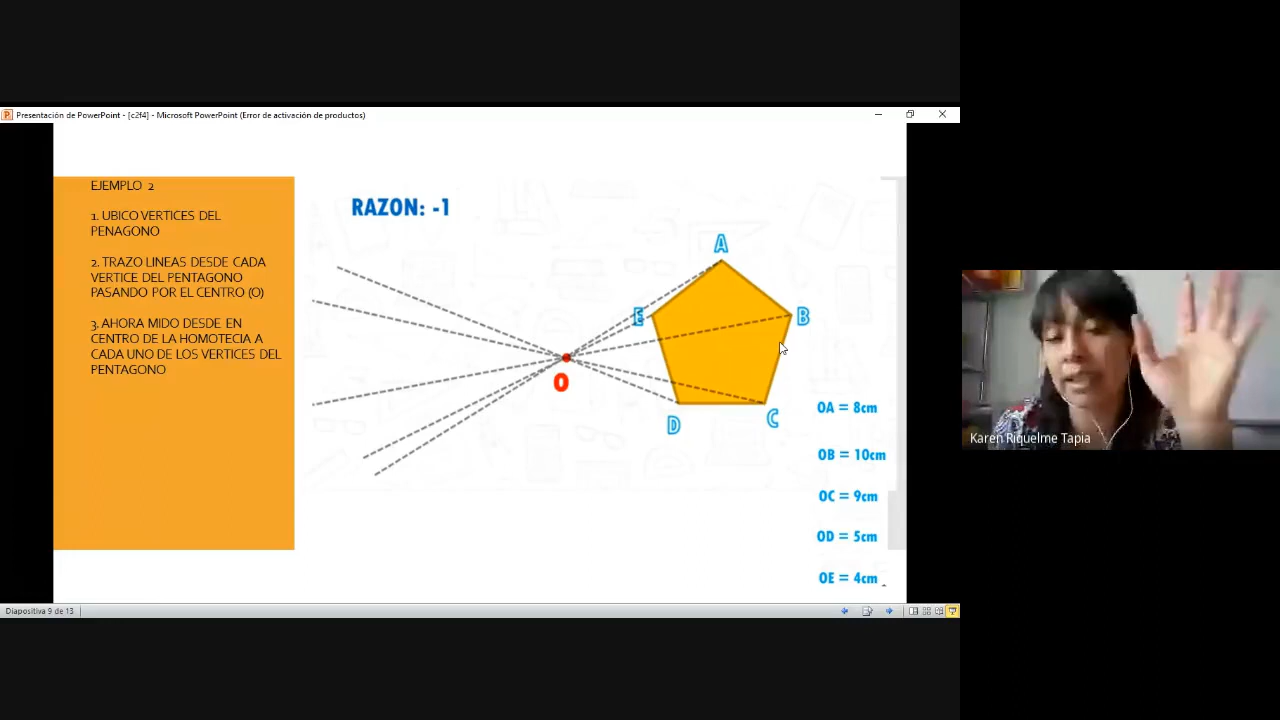 Presentación de PowerPoint - [c2f4] - Microsoft PowerPoint (Error de activación de productos)
EJEMPLO 2
1. UBICO VERTICES DEL
PENAGONO
2. TRAZO LINEAS DESDE CADA
VERTICE DEL PENTAGONO
PASANDO POR EL CENTRO (O)
3. AHORA MIDO DESDE EN
CENTRO DE LA HOMOTECIA A
CADA UNO DE LOS VERTICES DEL
PENTAGONO
RAZON: -1
A
E
B
O
D
C
OA = 8cm
OB = 10cm
OC = 9cm
OD = 5cm
OE = 4cm
Karen Riquelme Tapia
Diapositiva 9 de 13